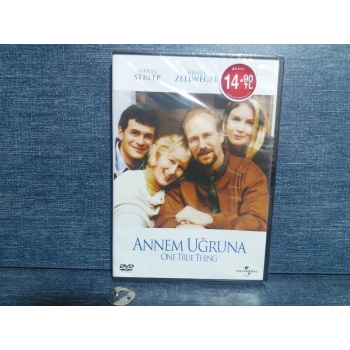 MERYL STREEP
RENÉE ZELLWEGER
14.90
TL
ANNEM UĞRUNA
ONE TRUE THING
DVD
UNIVERSAL